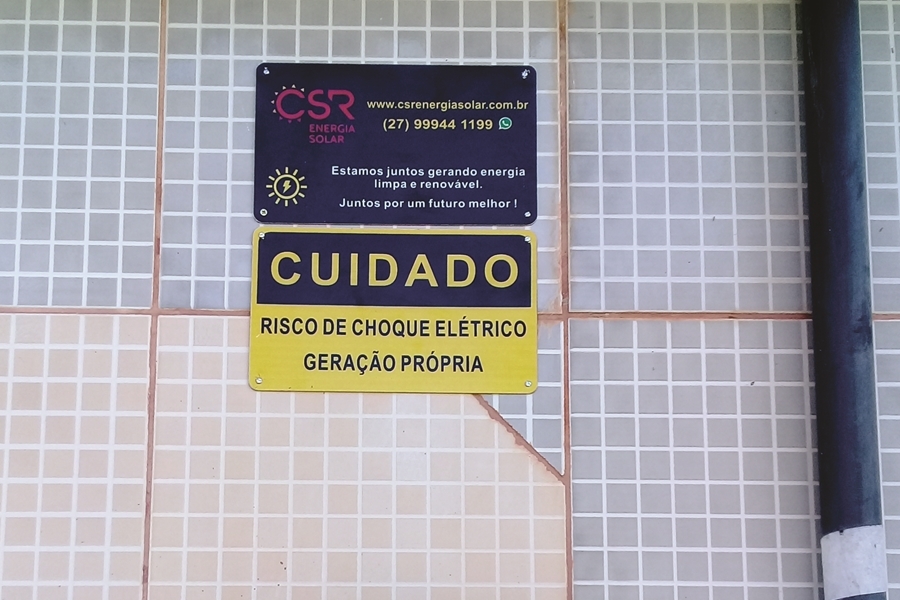 CSR
ENERGIA
SOLAR
www.csrenergiasolar.com.br
(27) 99944 1199
Estamos juntos gerando energia
limpa e renovável.
Juntos por um futuro melhor !
CUIDADO
RISCO DE CHOQUE ELÉTRICO
GERAÇÃO PRÓPRIA